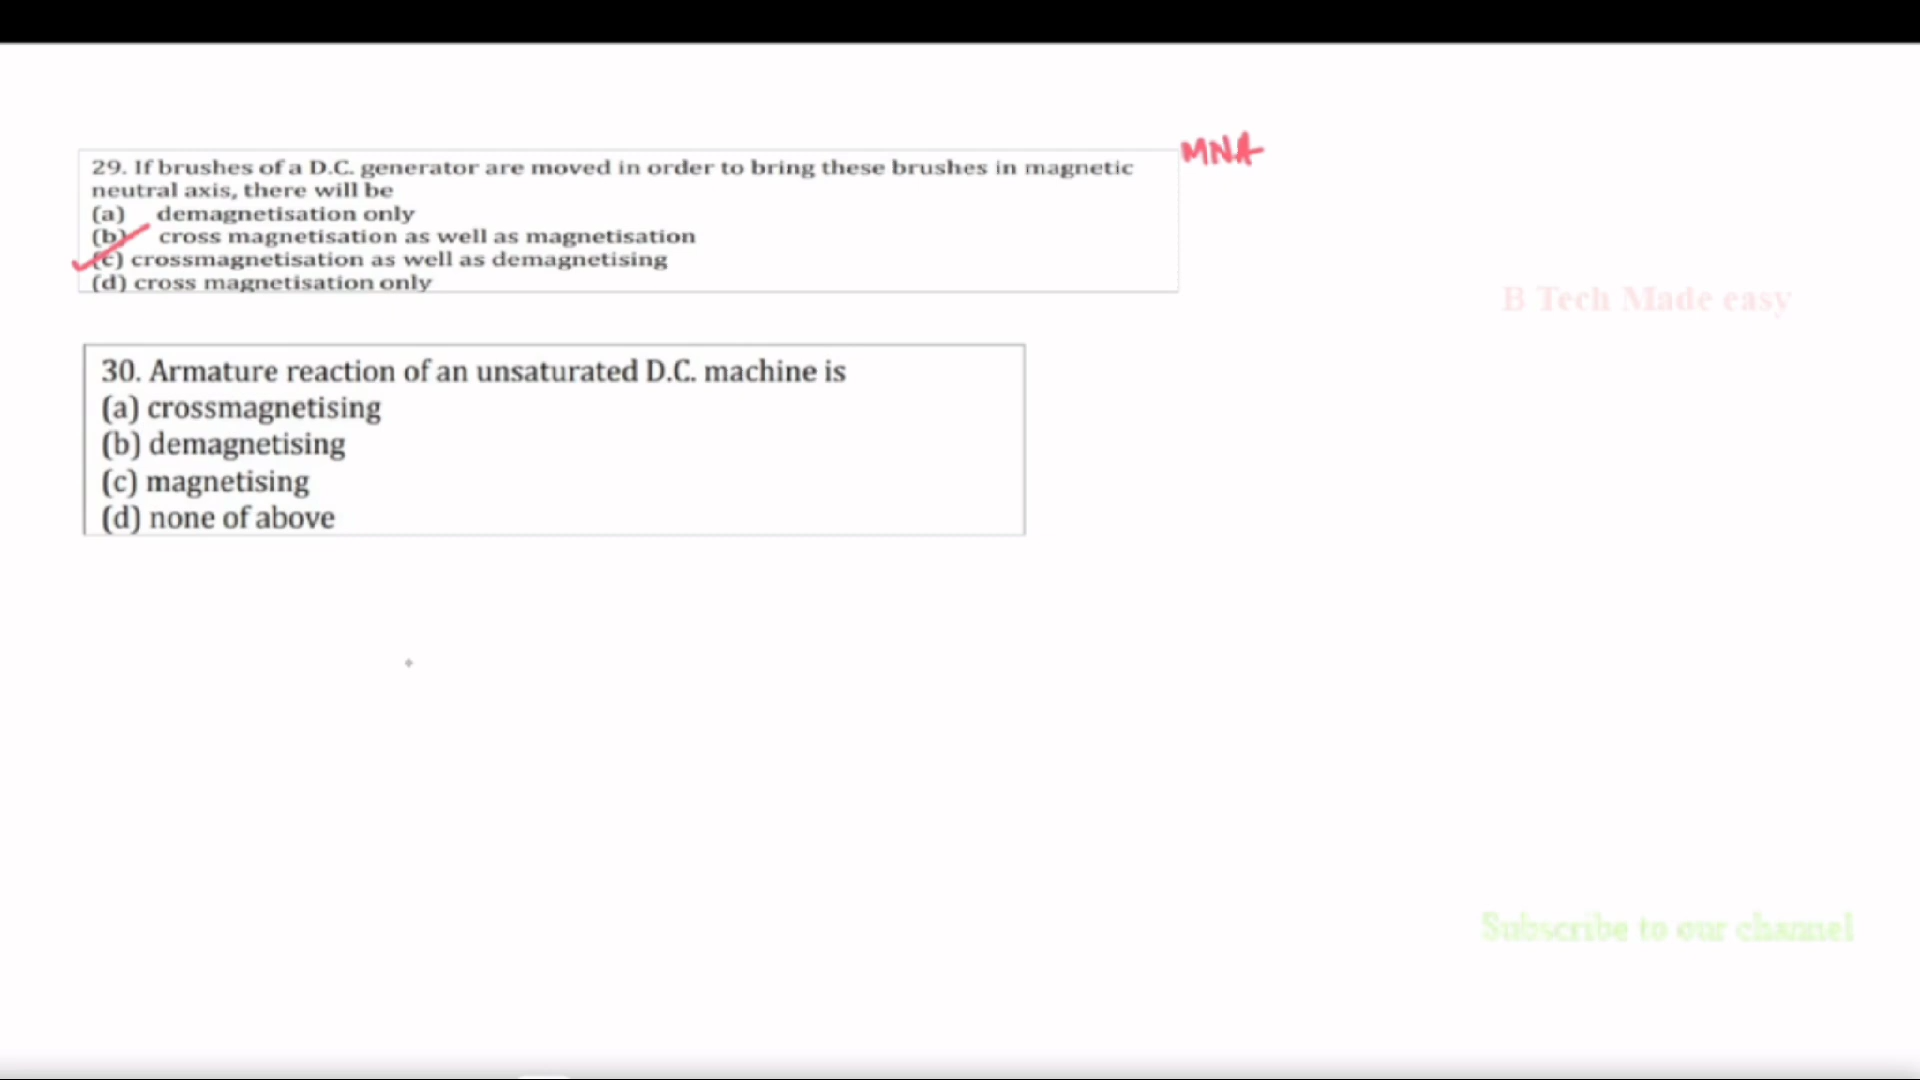 MNA
29. If brushes of a D.C. generator are moved in order to bring these brushes in magnetic
neutral axis, there will be
(a) demagnetisation only
(b) cross magnetisation as well as magnetisation
(c) crossmagnetisation as well as demagnetising
(d) cross magnetisation only
B Tech Made easy
30. Armature reaction of an unsaturated D.C. machine is
(a) crossmagnetising
(b) demagnetising
(c) magnetising
(d) none of above
Subscribe to our channel